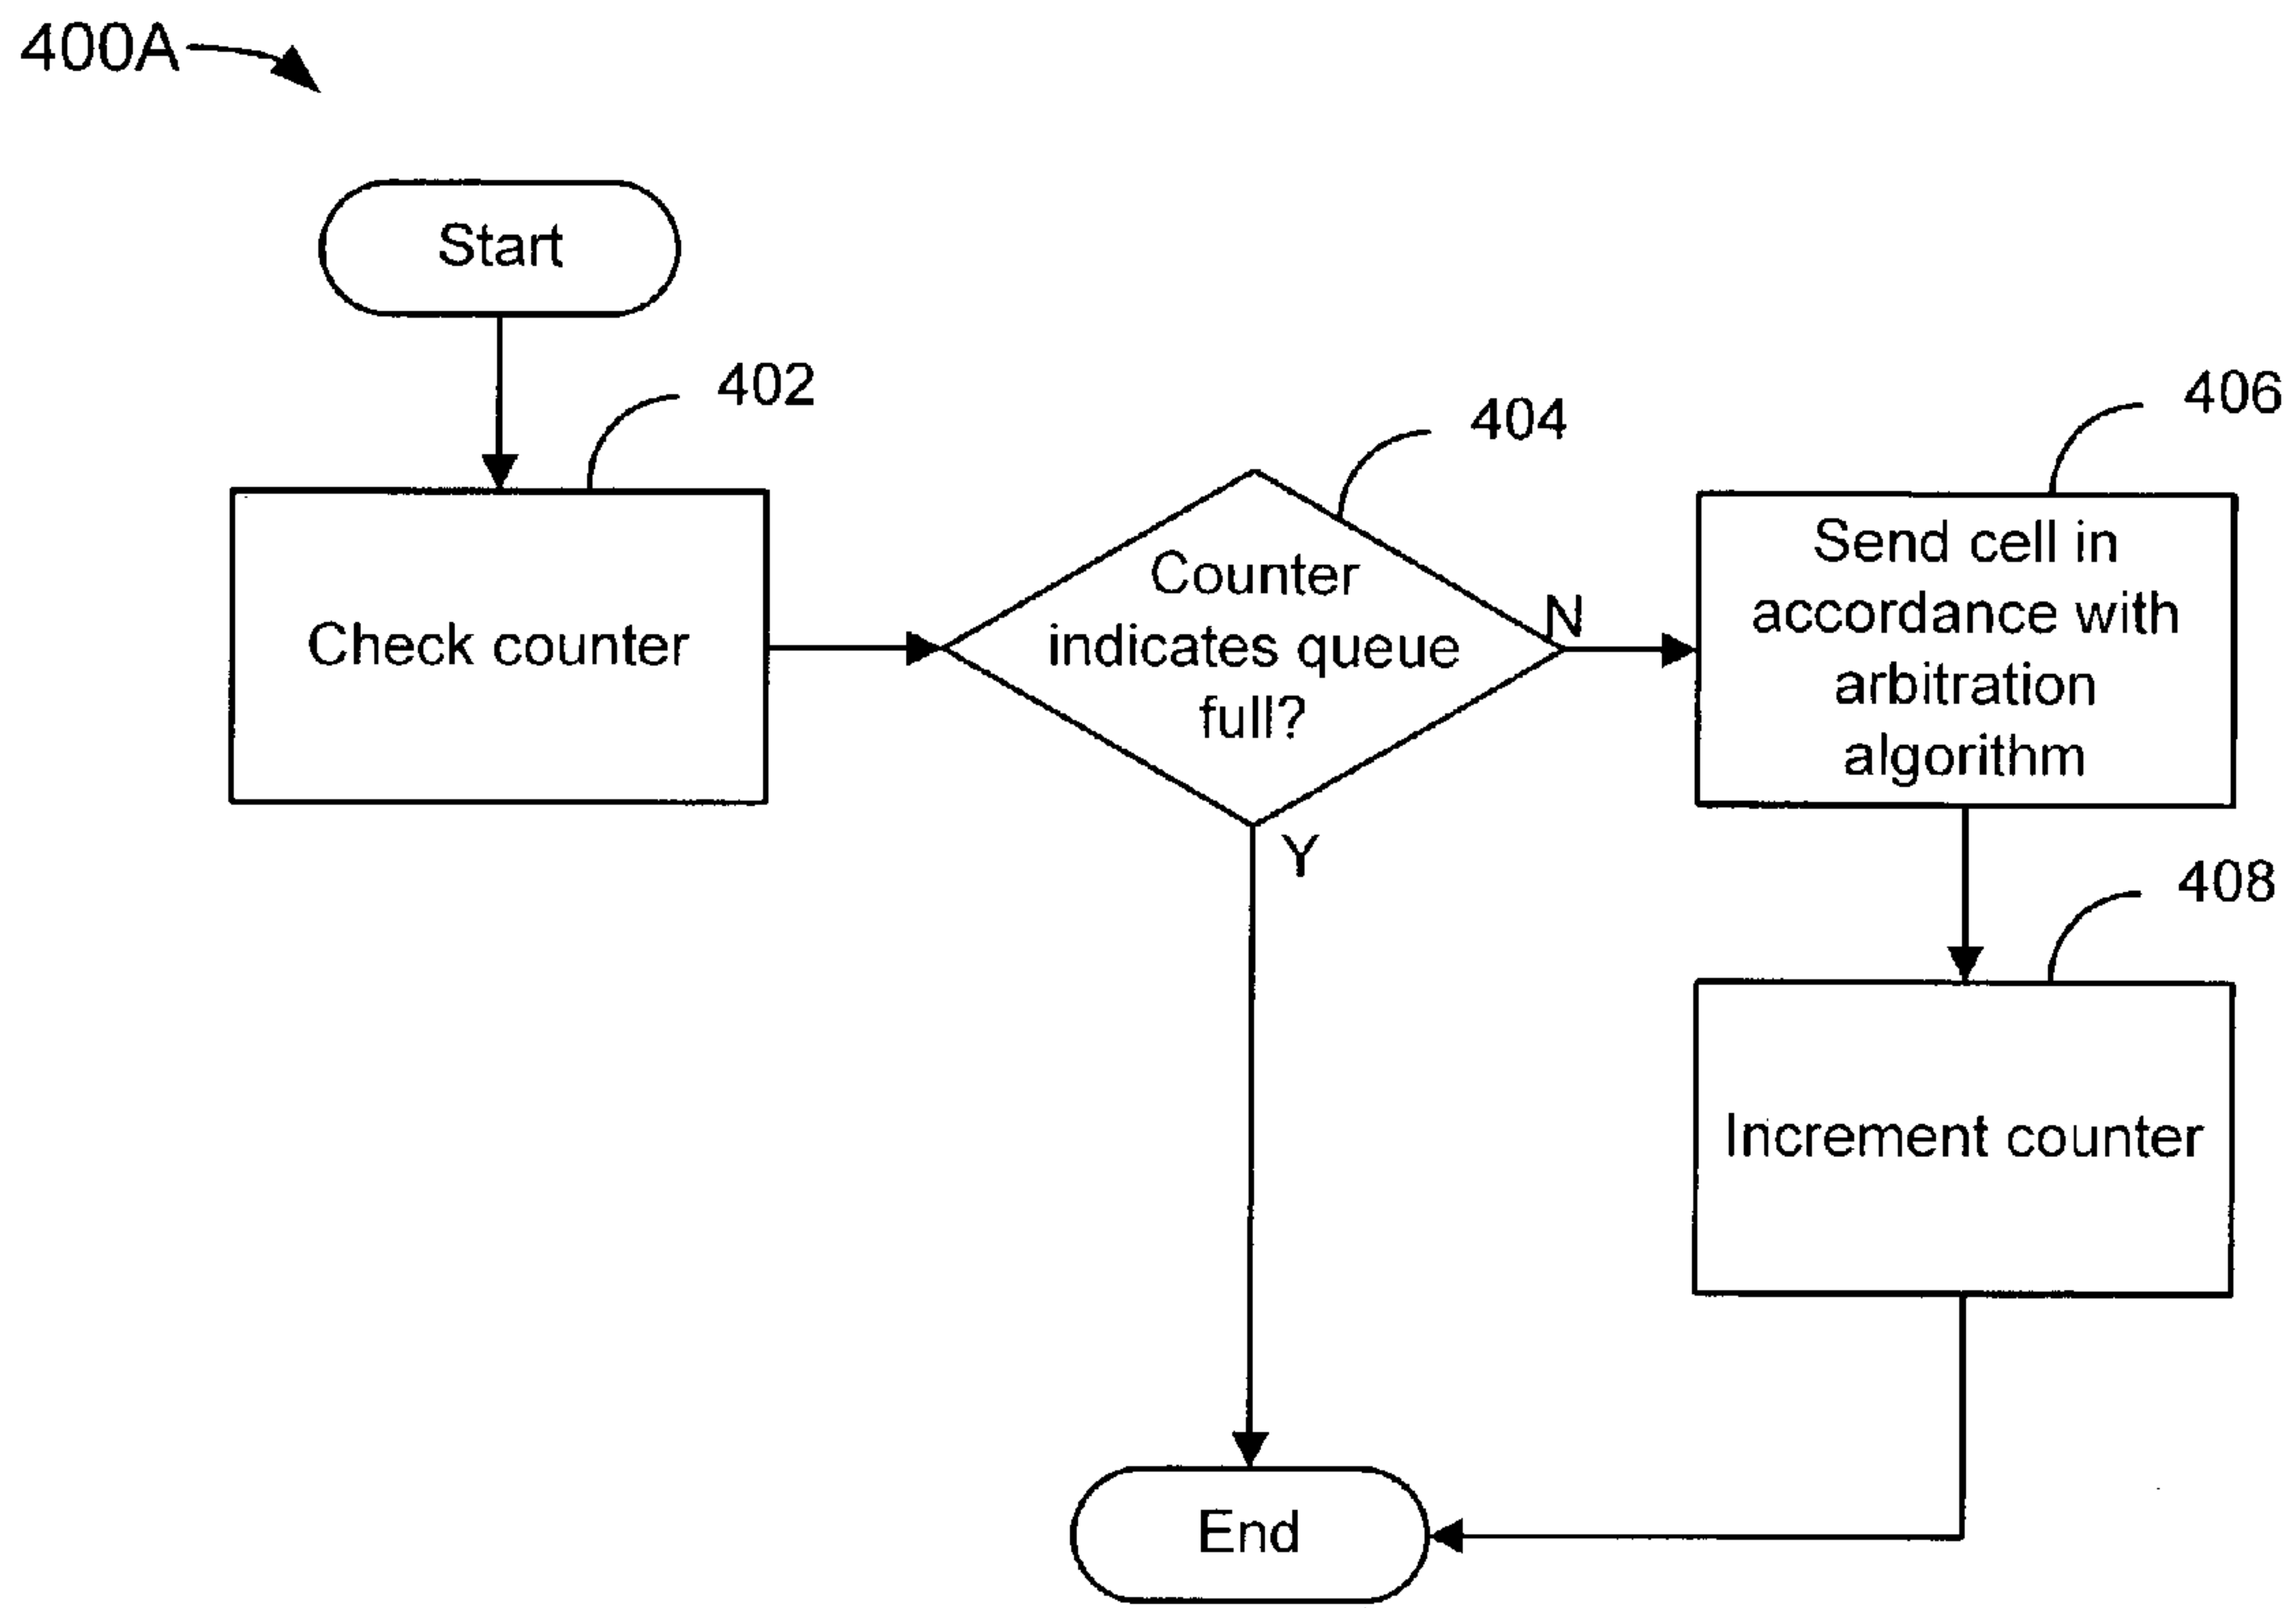 400A
Start
402
Check counter
404
Counter
indicates queue
full?
N
Y
406
Send cell in
accordance with
arbitration
algorithm
408
Increment counter
End